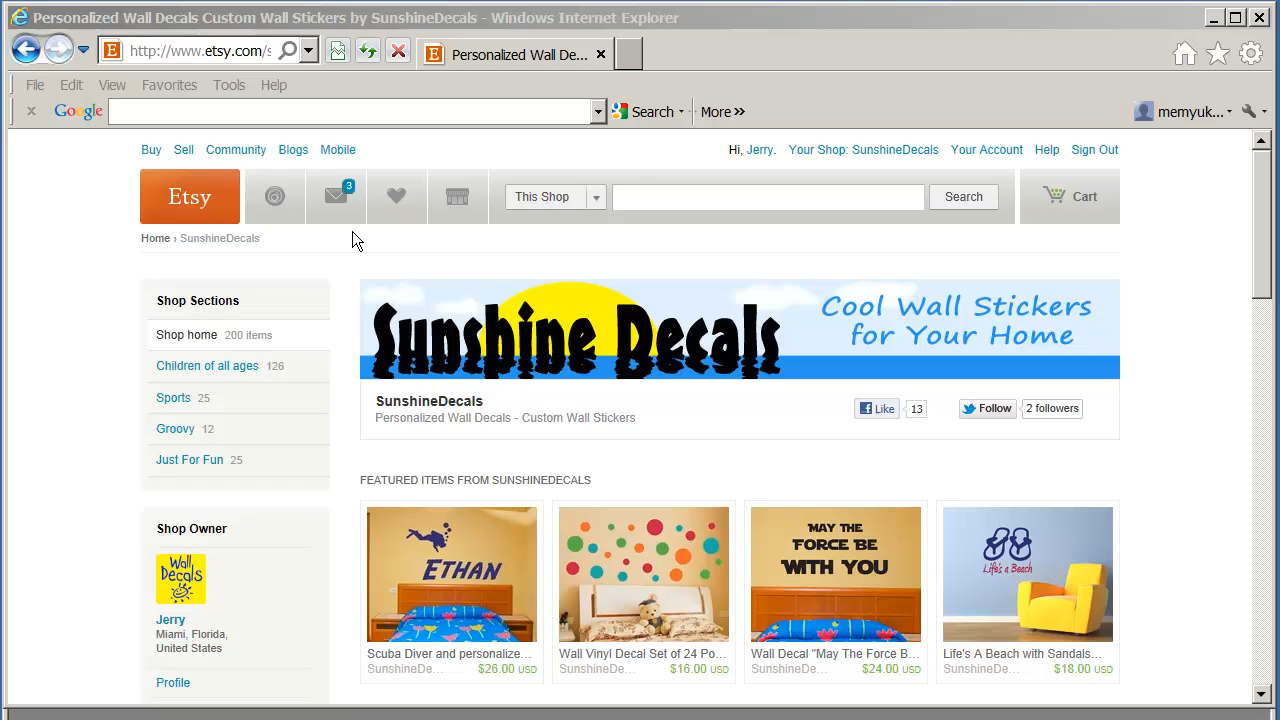 Personalized Wall Decals Custom Wall Stickers by SunshineDecals - Windows Internet Explorer
http://www.etsy.com/s
Personalized Wall De...
File Edit View Favorites Tools Help
x Google Search More » memyuk...
Buy Sell Community Blogs Mobile Hi, Jerry. Your Shop: SunshineDecals Your Account Help Sign Out
Etsy 3 This Shop Search Cart
Home › SunshineDecals
Shop Sections
Shop home 200 items
Children of all ages 126
Sports 25
Groovy 12
Just For Fun 25
Sunshine Decals
Cool Wall Stickers
for Your Home
SunshineDecals
Personalized Wall Decals - Custom Wall Stickers
Like 13 Follow 2 followers
FEATURED ITEMS FROM SUNSHINEDECALS
Shop Owner
Wall
Decals
Jerry
Miami, Florida,
United States
Profile
ETHAN
MAY THE
FORCE BE
WITH YOU
Life's a Beach
Scuba Diver and personalize...
SunshineDe... $26.00 USD
Wall Vinyl Decal Set of 24 Po...
SunshineDe... $16.00 USD
Wall Decal "May The Force B...
SunshineDe... $24.00 USD
Life's A Beach with Sandals...
SunshineDe... $18.00 USD